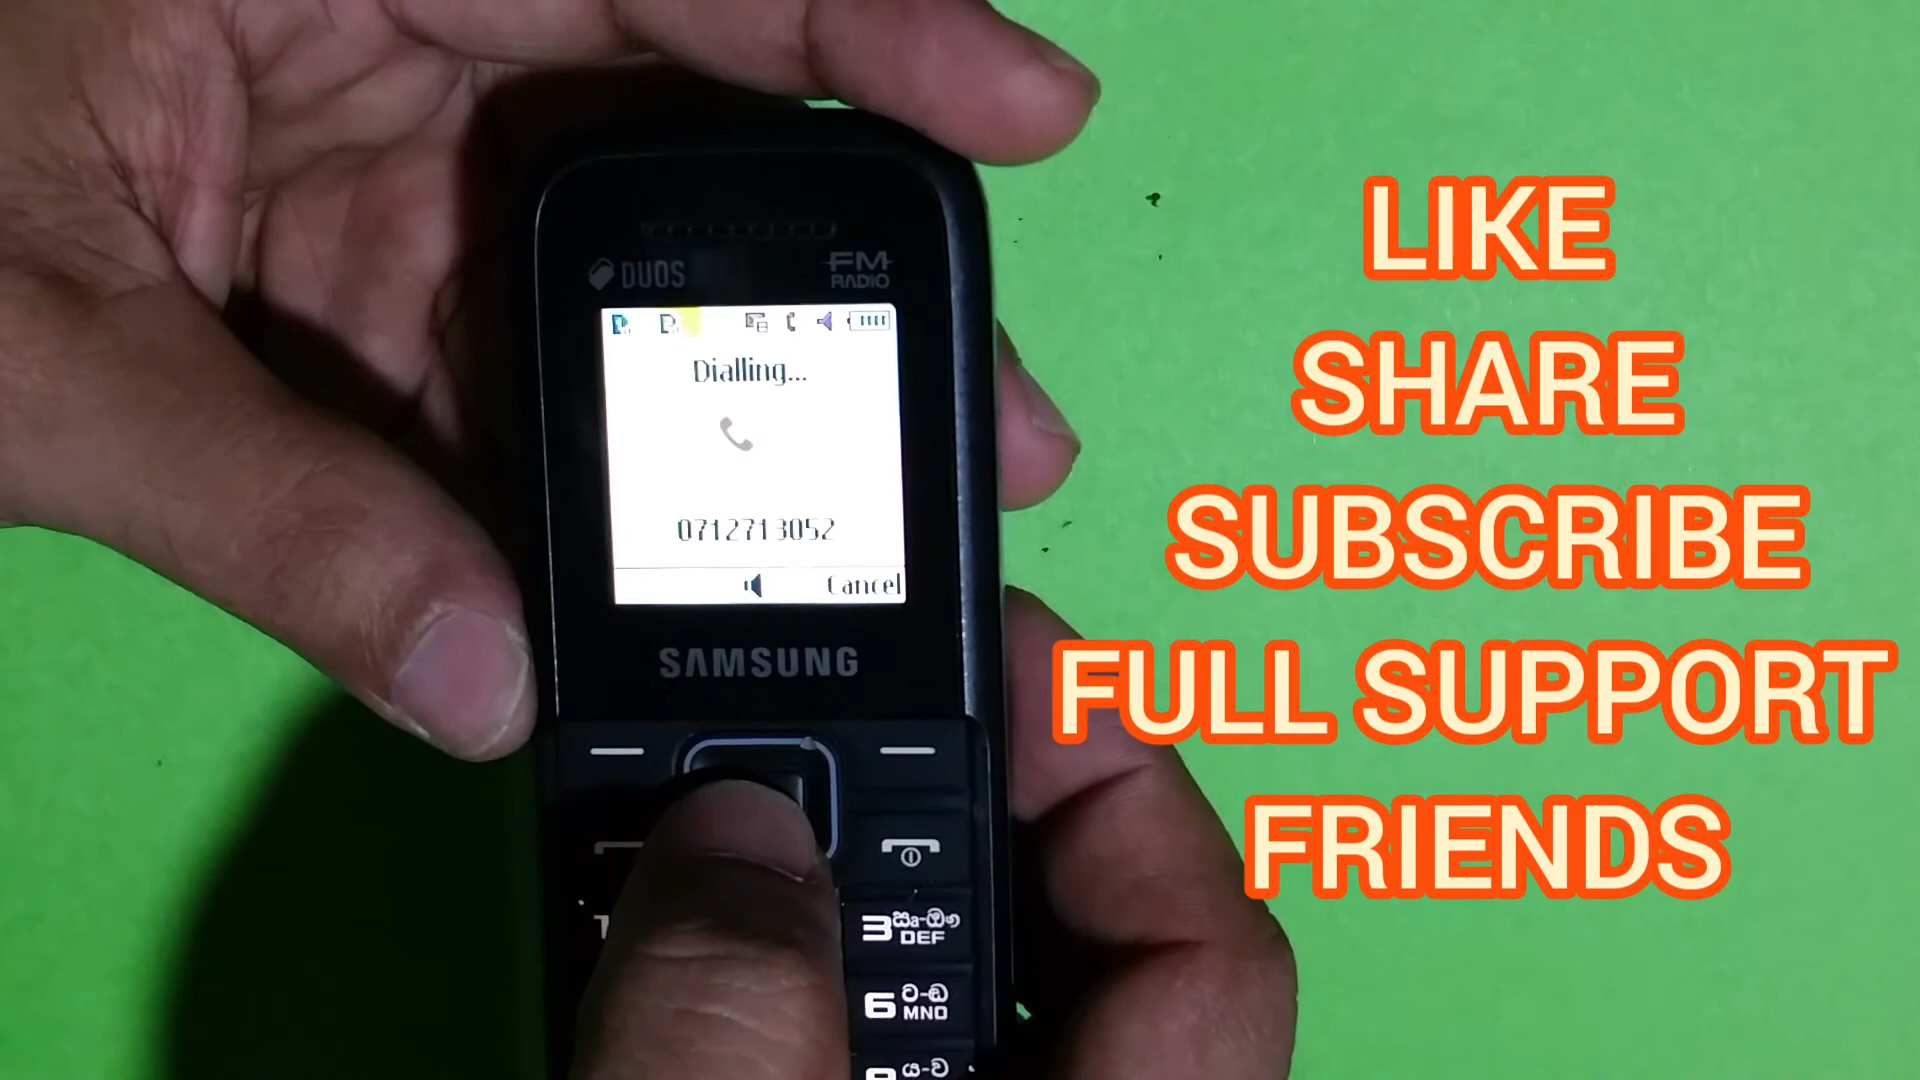 DUOS
FM
RADIO
Dialling...
0712713052
Cancel
SAMSUNG
3 ඍ-ඔ
DEF
6 ට-ඬ
MNO
ය-ව
LIKE
SHARE
SUBSCRIBE
FULL SUPPORT
FRIENDS